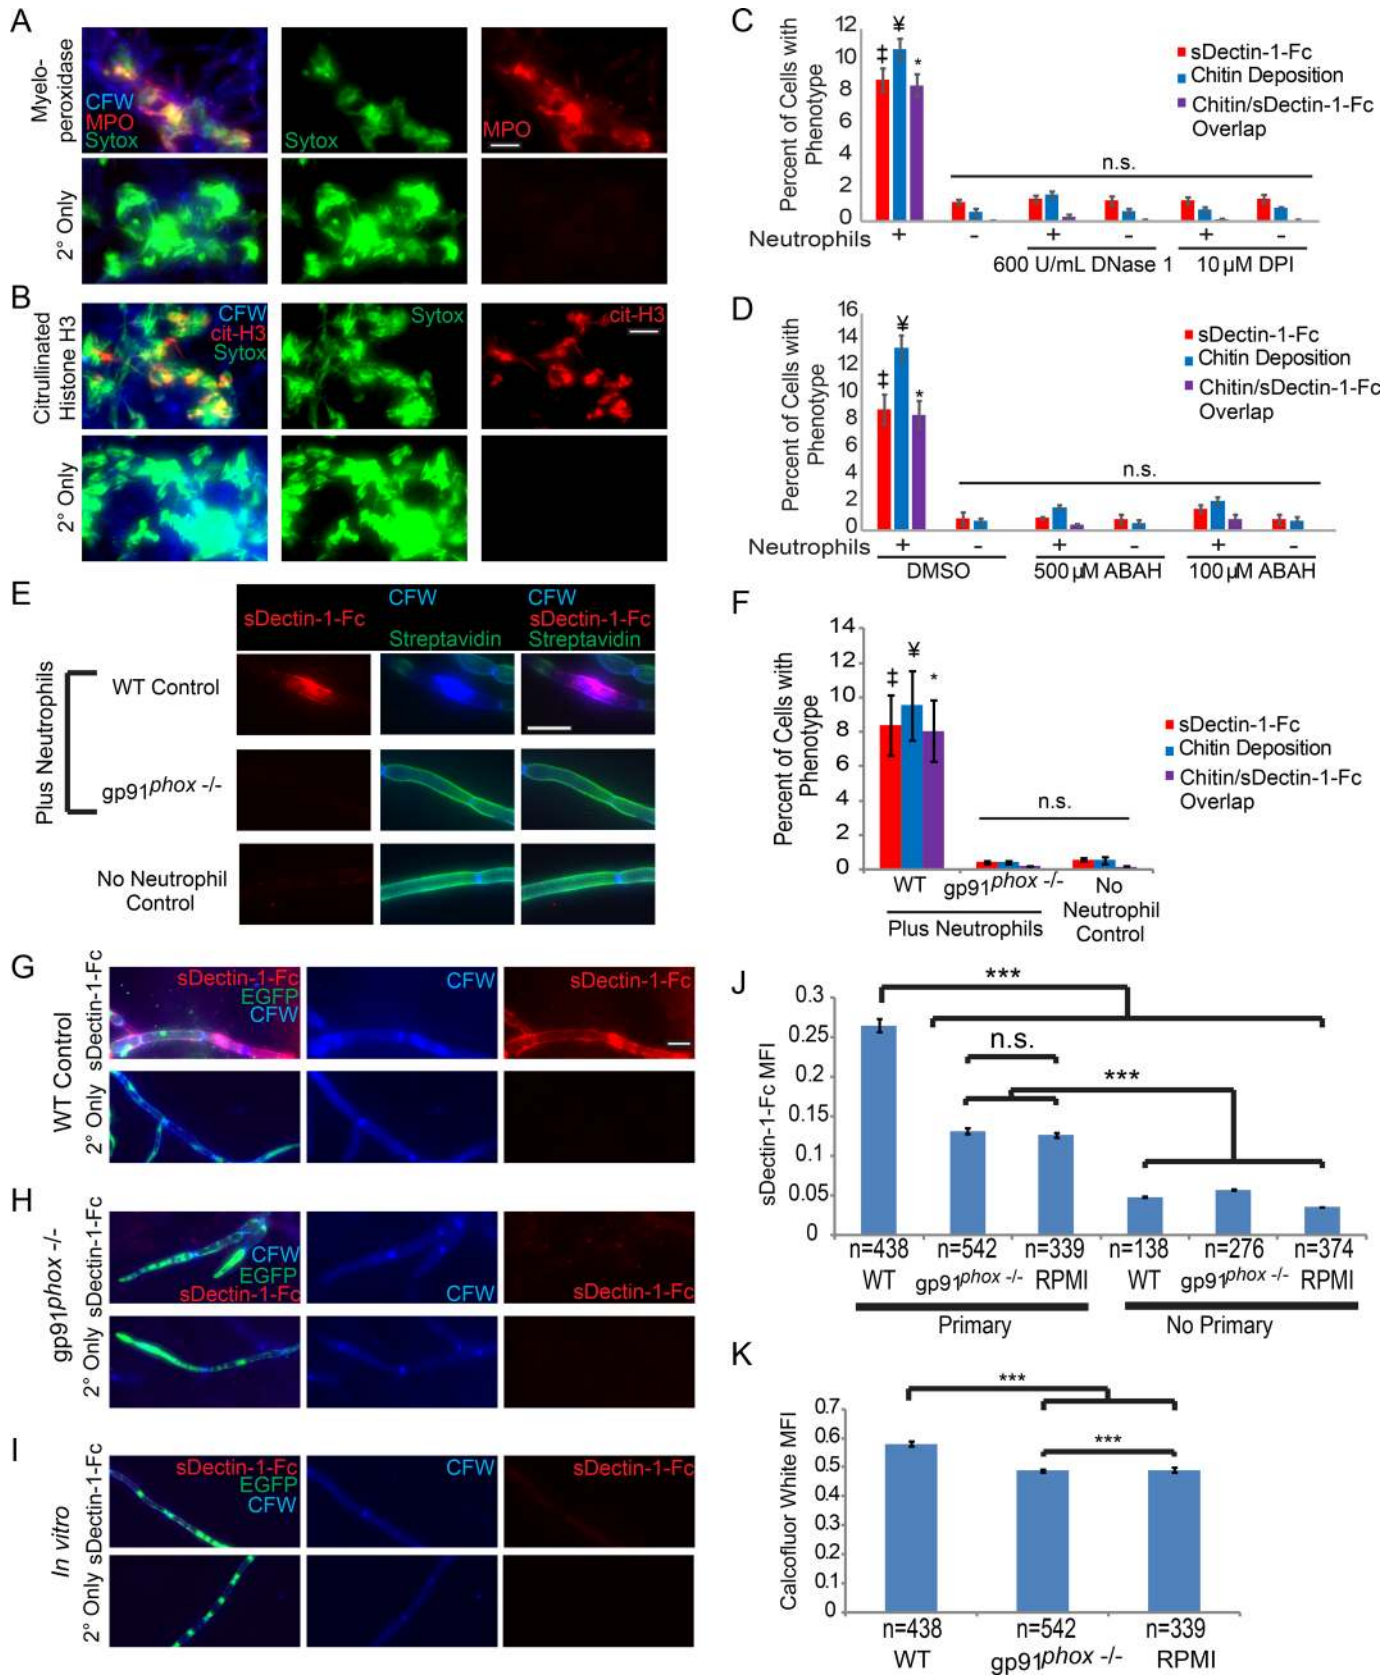 A
Myelo-
peroxidase
CFW
MPO
Sytox
Sytox
MPO
2° Only
B
Citrullinated
Histone H3
CFW
cit-H3
Sytox
Sytox
cit-H3
2° Only
C
Percent of Cells with
Phenotype
12
10
8
6
4
2
0
‡
¥
*
n.s.
sDectin-1-Fc
Chitin Deposition
Chitin/sDectin-1-Fc
Overlap
Neutrophils
+
-
+
-
+
-
600 U/mL DNase 1
10 µM DPI
D
Percent of Cells with
Phenotype
16
14
12
10
8
6
4
2
0
‡
¥
*
n.s.
sDectin-1-Fc
Chitin Deposition
Chitin/sDectin-1-Fc
Overlap
Neutrophils
+
-
+
-
+
-
DMSO
500 µM ABAH
100 µM ABAH
E
sDectin-1-Fc
CFW
Streptavidin
CFW
sDectin-1-Fc
Streptavidin
Plus Neutrophils
WT Control
gp91phox -/-
No Neutrophil
Control
F
Percent of Cells with
Phenotype
14
12
10
8
6
4
2
0
‡
¥
*
n.s.
sDectin-1-Fc
Chitin Deposition
Chitin/sDectin-1-Fc
Overlap
WT
gp91phox -/-
No
Neutrophil
Control
Plus Neutrophils
G
WT Control
sDectin-1-Fc
2° Only
sDectin-1-Fc
EGFP
CFW
CFW
sDectin-1-Fc
H
gp91phox -/-
sDectin-1-Fc
2° Only
CFW
EGFP
sDectin-1-Fc
CFW
sDectin-1-Fc
I
In vitro
sDectin-1-Fc
2° Only
sDectin-1-Fc
EGFP
CFW
CFW
sDectin-1-Fc
J
sDectin-1-Fc MFI
0.3
0.25
0.2
0.15
0.1
0.05
0
***
n.s.
***
n=438
n=542
n=339
n=138
n=276
n=374
WT
gp91phox -/-
RPMI
WT
gp91phox -/-
RPMI
Primary
No Primary
K
Calcofluor White MFI
0.7
0.6
0.5
0.4
0.3
0.2
0.1
0
***
***
n=438
n=542
n=339
WT
gp91phox -/-
RPMI